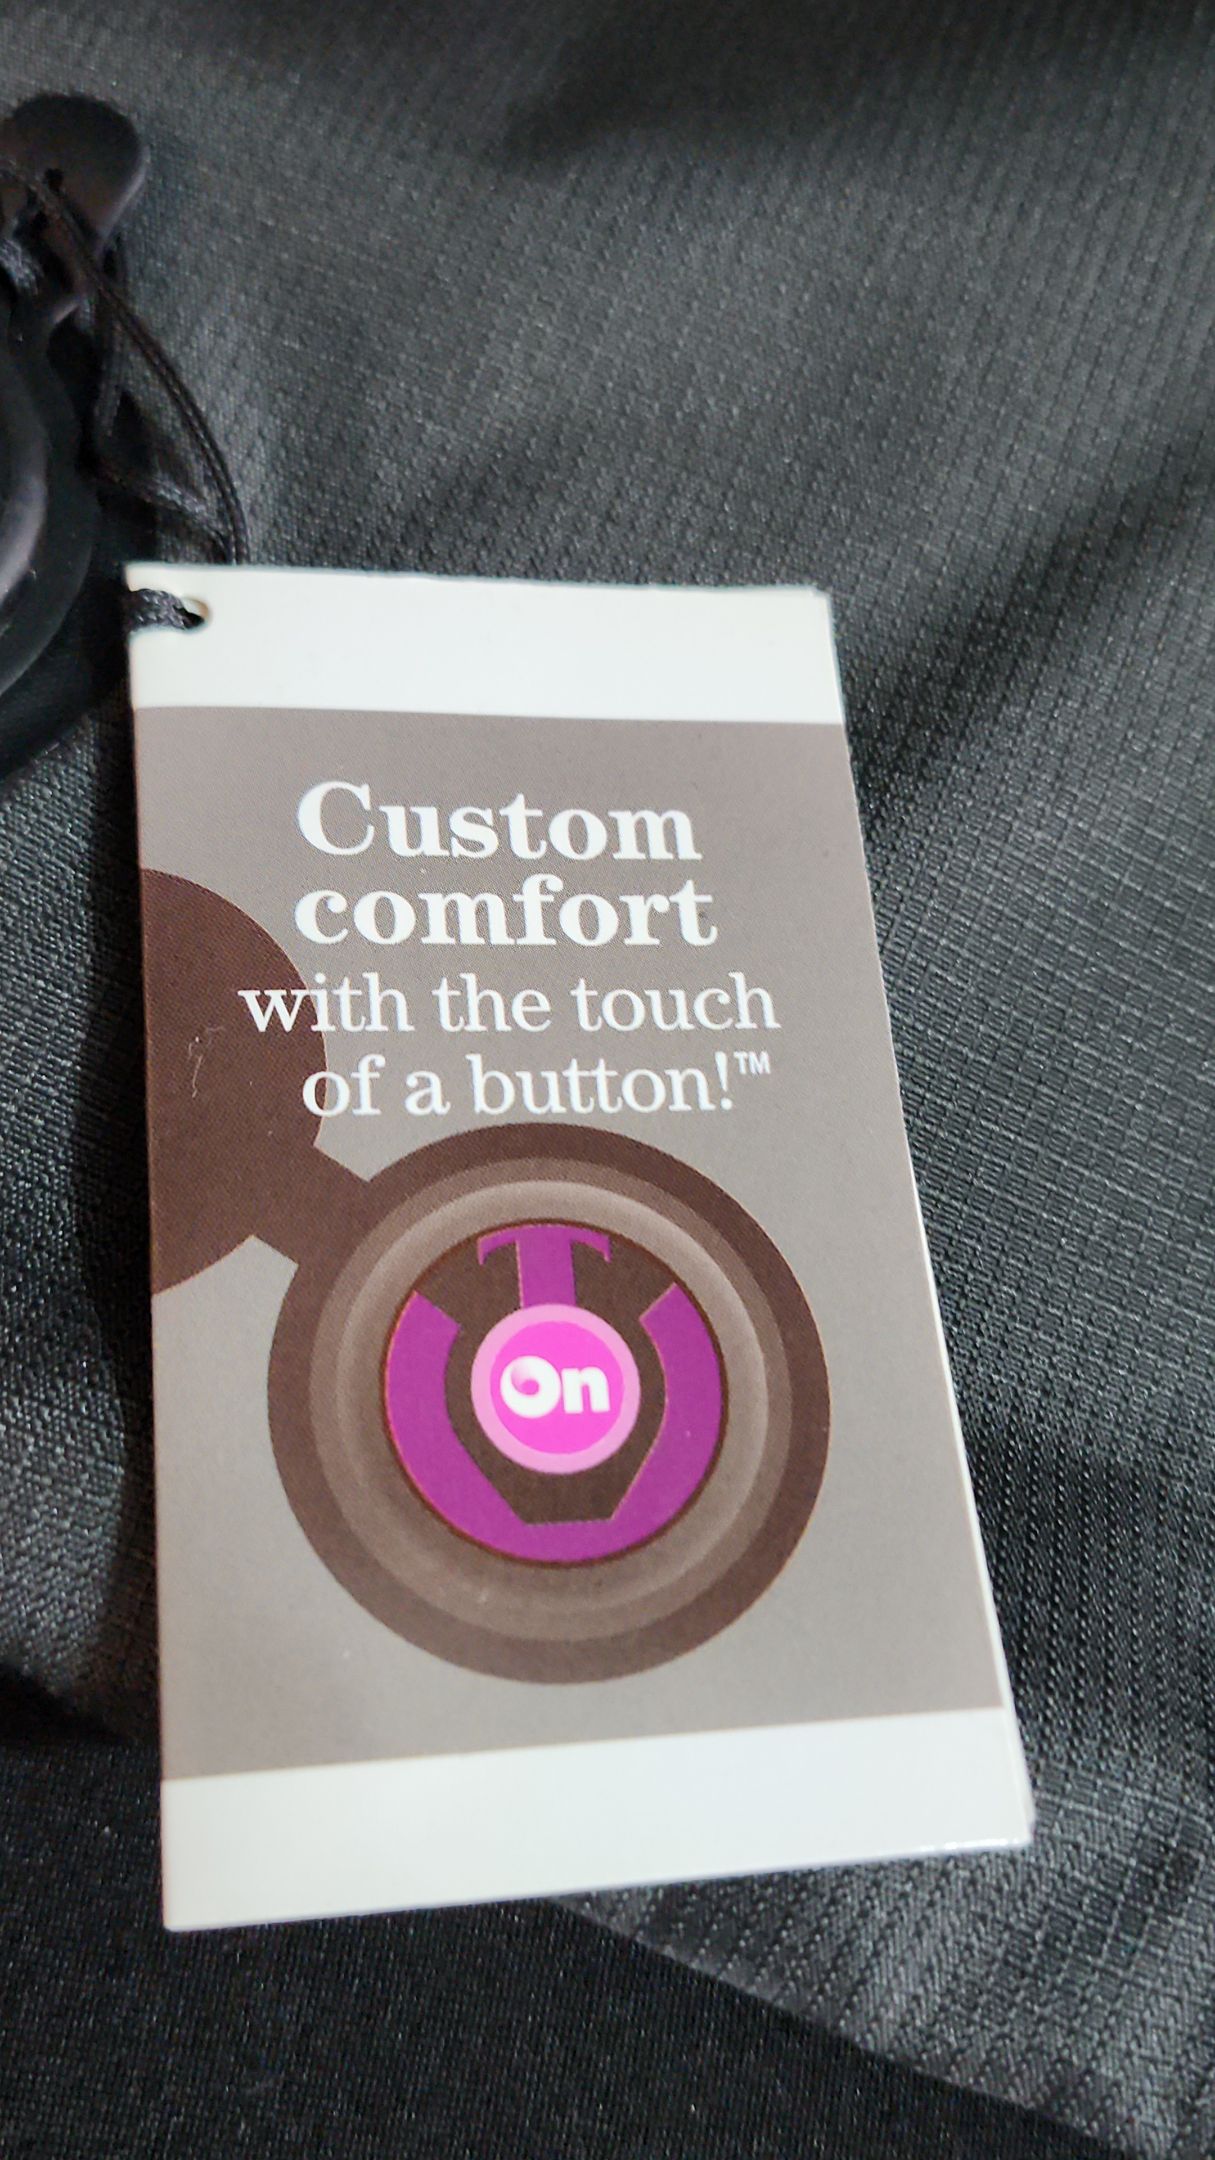 Custom
comfort
with the touch
of a button!™
T
On